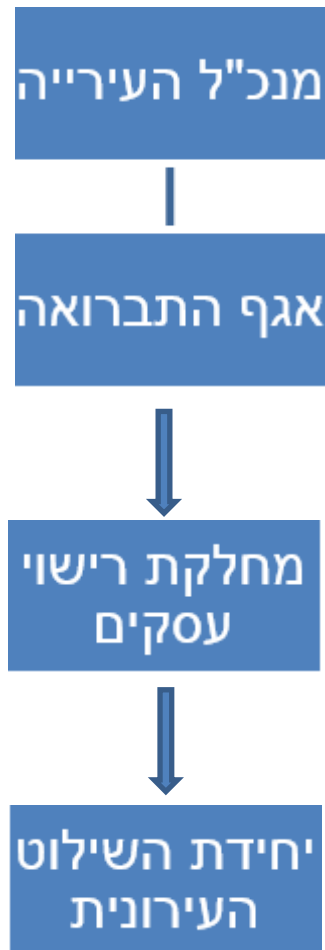 מנכ"ל העירייה
אגף התברואה
מחלקת רישוי
עסקים
יחידת השילוט
העירונית